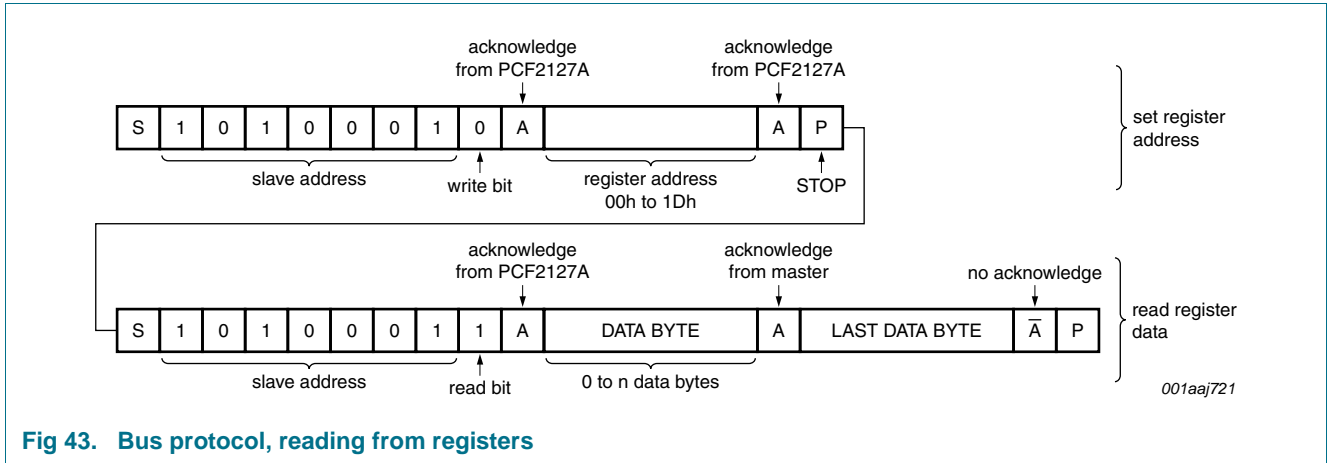 acknowledge
from PCF2127A
acknowledge
from PCF2127A
S 1 0 1 0 0 0 1 0 A A P
slave address
write bit
register address
00h to 1Dh
STOP
set register
address
acknowledge
from PCF2127A
acknowledge
from master
no acknowledge
S 1 0 1 0 0 0 1 1 A DATA BYTE A LAST DATA BYTE A̅ P
slave address
read bit
0 to n data bytes
read register
data
001aaj721
Fig 43. Bus protocol, reading from registers